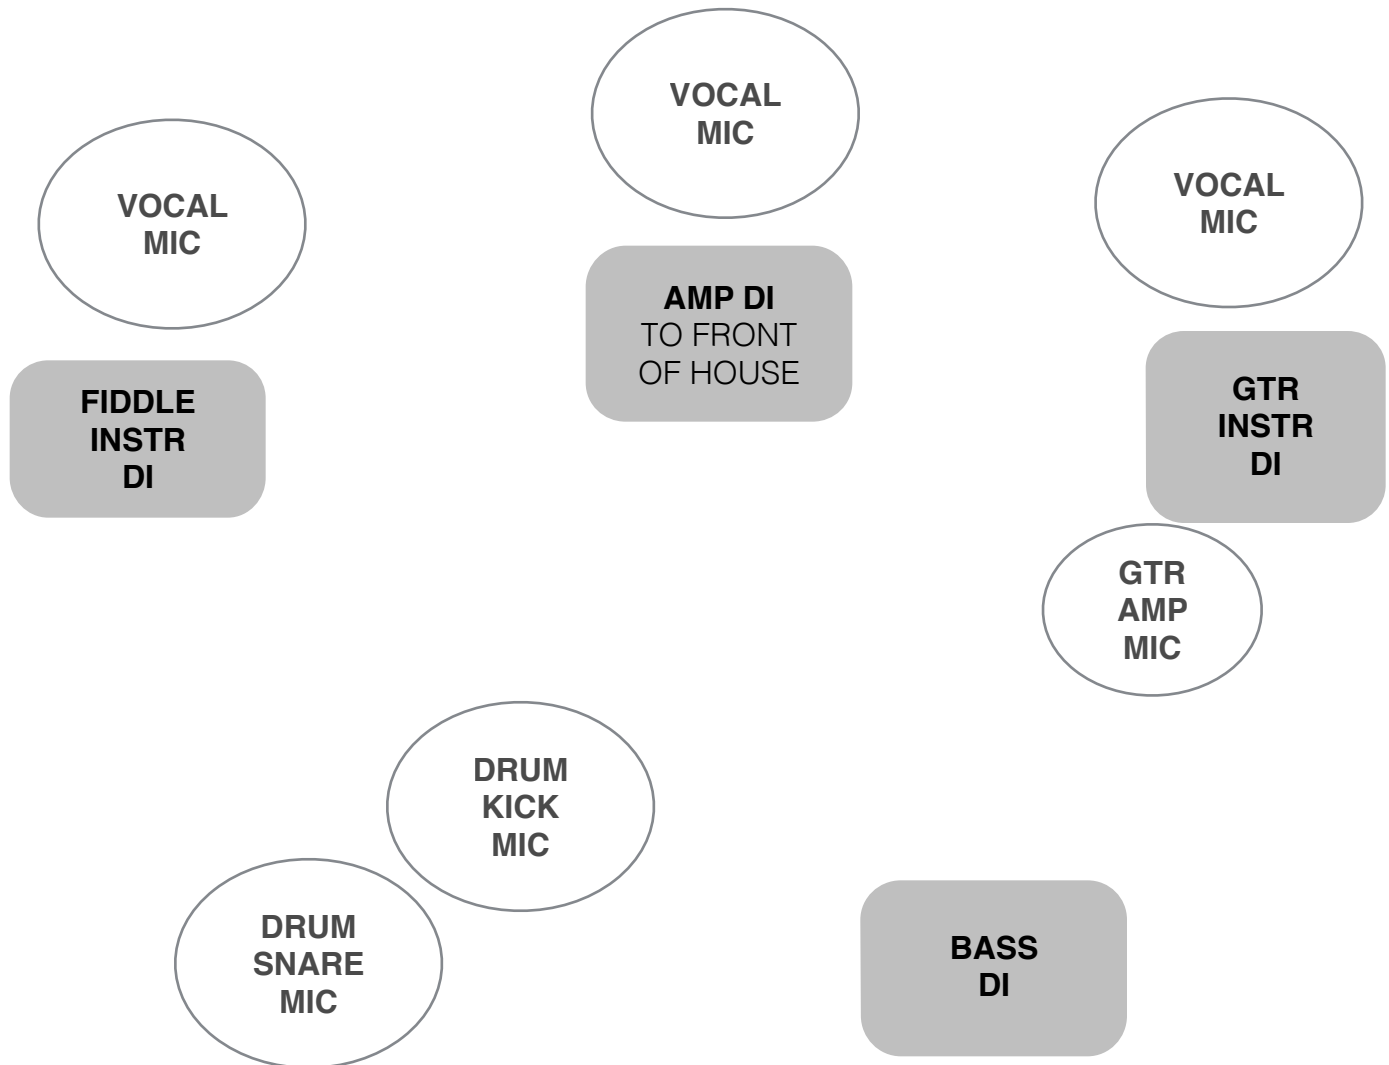 VOCAL
MIC
VOCAL
MIC
VOCAL
MIC
AMP DI
TO FRONT
OF HOUSE
FIDDLE
INSTR
DI
GTR
INSTR
DI
GTR
AMP
MIC
DRUM
KICK
MIC
DRUM
SNARE
MIC
BASS
DI